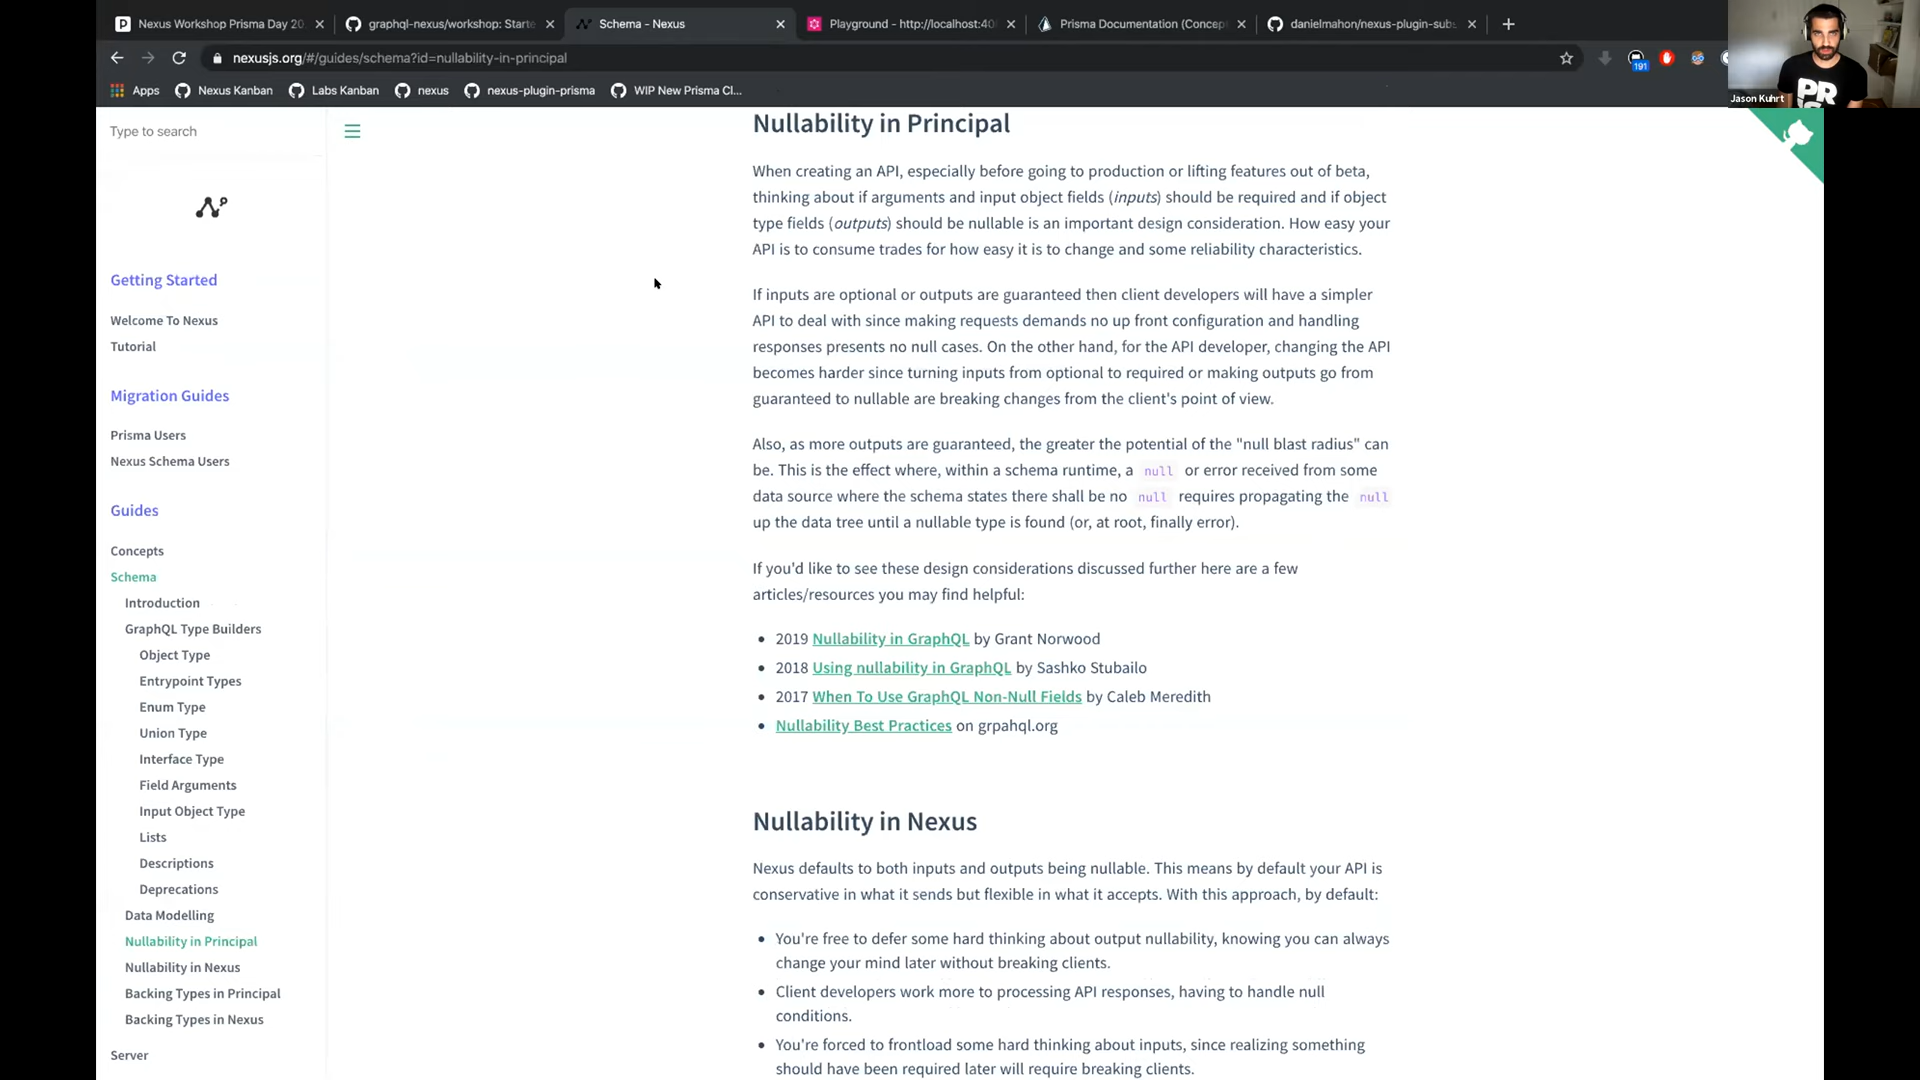 Nexus Workshop Prisma Day 20
graphql-nexus/workshop: Starte
Schema - Nexus
Playground - http://localhost:40
Prisma Documentation (Concep
danielmahon/nexus-plugin-subs
nexusjs.org/#/guides/schema?id=nullability-in-principal
191
Apps
Nexus Kanban
Labs Kanban
nexus
nexus-plugin-prisma
WIP New Prisma Cl...
Jason Kuhrt
PR
Type to search
Getting Started
Welcome To Nexus
Tutorial
Migration Guides
Prisma Users
Nexus Schema Users
Guides
Concepts
Schema
Introduction
GraphQL Type Builders
Object Type
Entrypoint Types
Enum Type
Union Type
Interface Type
Field Arguments
Input Object Type
Lists
Descriptions
Deprecations
Data Modelling
Nullability in Principal
Nullability in Nexus
Backing Types in Principal
Backing Types in Nexus
Server
Nullability in Principal
When creating an API, especially before going to production or lifting features out of beta,
thinking about if arguments and input object fields (inputs) should be required and if object
type fields (outputs) should be nullable is an important design consideration. How easy your
API is to consume trades for how easy it is to change and some reliability characteristics.
If inputs are optional or outputs are guaranteed then client developers will have a simpler
API to deal with since making requests demands no up front configuration and handling
responses presents no null cases. On the other hand, for the API developer, changing the API
becomes harder since turning inputs from optional to required or making outputs go from
guaranteed to nullable are breaking changes from the client's point of view.
Also, as more outputs are guaranteed, the greater the potential of the "null blast radius" can
be. This is the effect where, within a schema runtime, a null or error received from some
data source where the schema states there shall be no null requires propagating the null
up the data tree until a nullable type is found (or, at root, finally error).
If you'd like to see these design considerations discussed further here are a few
articles/resources you may find helpful:
• 2019 Nullability in GraphQL by Grant Norwood
• 2018 Using nullability in GraphQL by Sashko Stubailo
• 2017 When To Use GraphQL Non-Null Fields by Caleb Meredith
• Nullability Best Practices on grpahql.org
Nullability in Nexus
Nexus defaults to both inputs and outputs being nullable. This means by default your API is
conservative in what it sends but flexible in what it accepts. With this approach, by default:
• You're free to defer some hard thinking about output nullability, knowing you can always
change your mind later without breaking clients.
• Client developers work more to processing API responses, having to handle null
conditions.
• You're forced to frontload some hard thinking about inputs, since realizing something
should have been required later will require breaking clients.